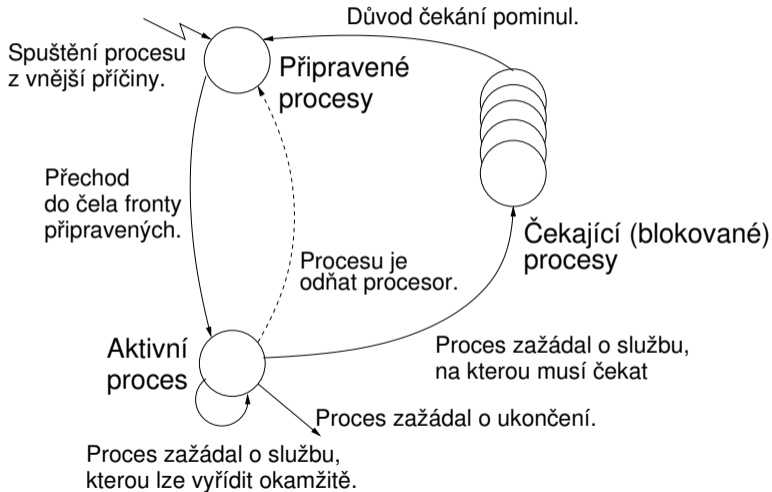 Důvod čekání pominul.
Spuštění procesu
z vnější příčiny.
Připravené
procesy
Přechod
do čela fronty
připravených.
Čekající (blokované)
procesy
Procesu je
odňat procesor.
Aktivní
proces
Proces zažádal o službu,
na kterou musí čekat
Proces zažádal o ukončení.
Proces zažádal o službu,
kterou lze vyřídit okamžitě.